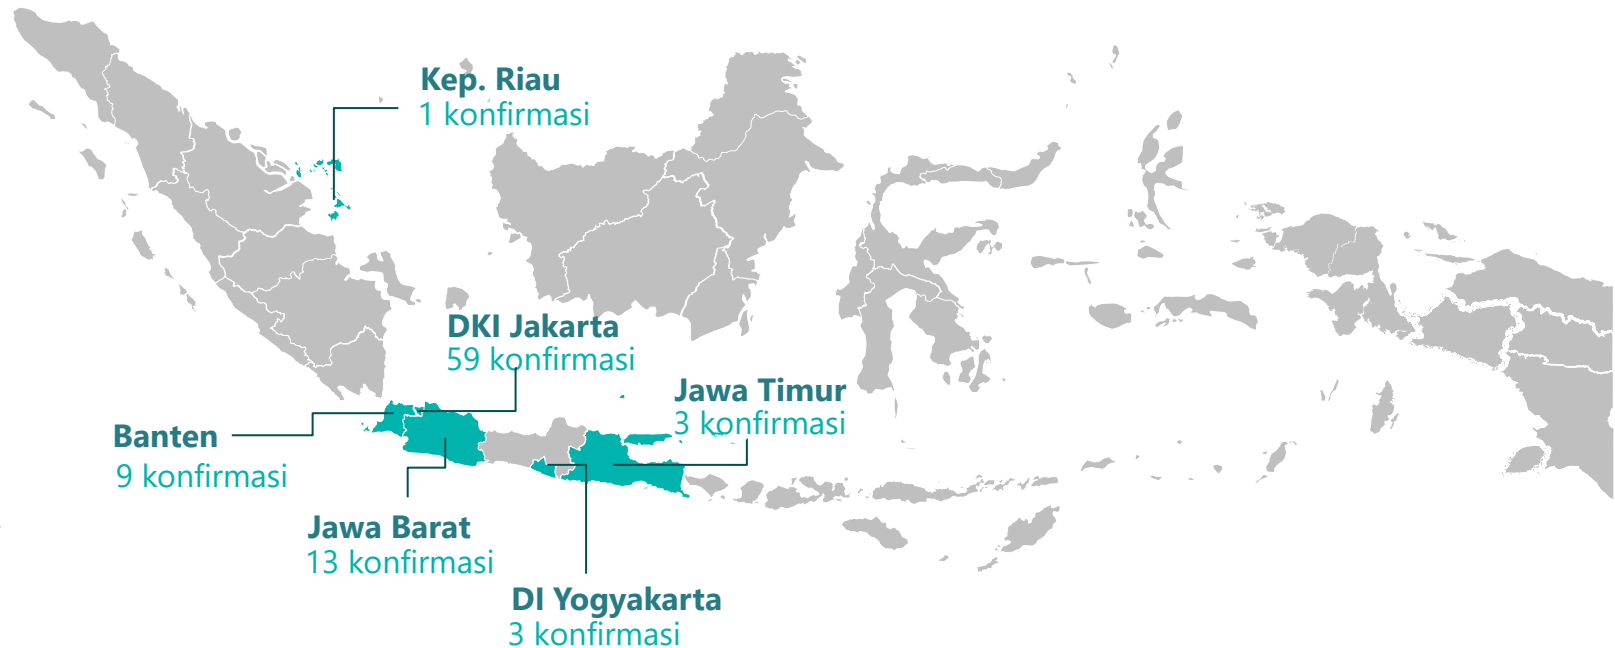 Kep. Riau
1 konfirmasi
DKI Jakarta
59 konfirmasi
Jawa Timur
3 konfirmasi
Banten
9 konfirmasi
Jawa Barat
13 konfirmasi
DI Yogyakarta
3 konfirmasi